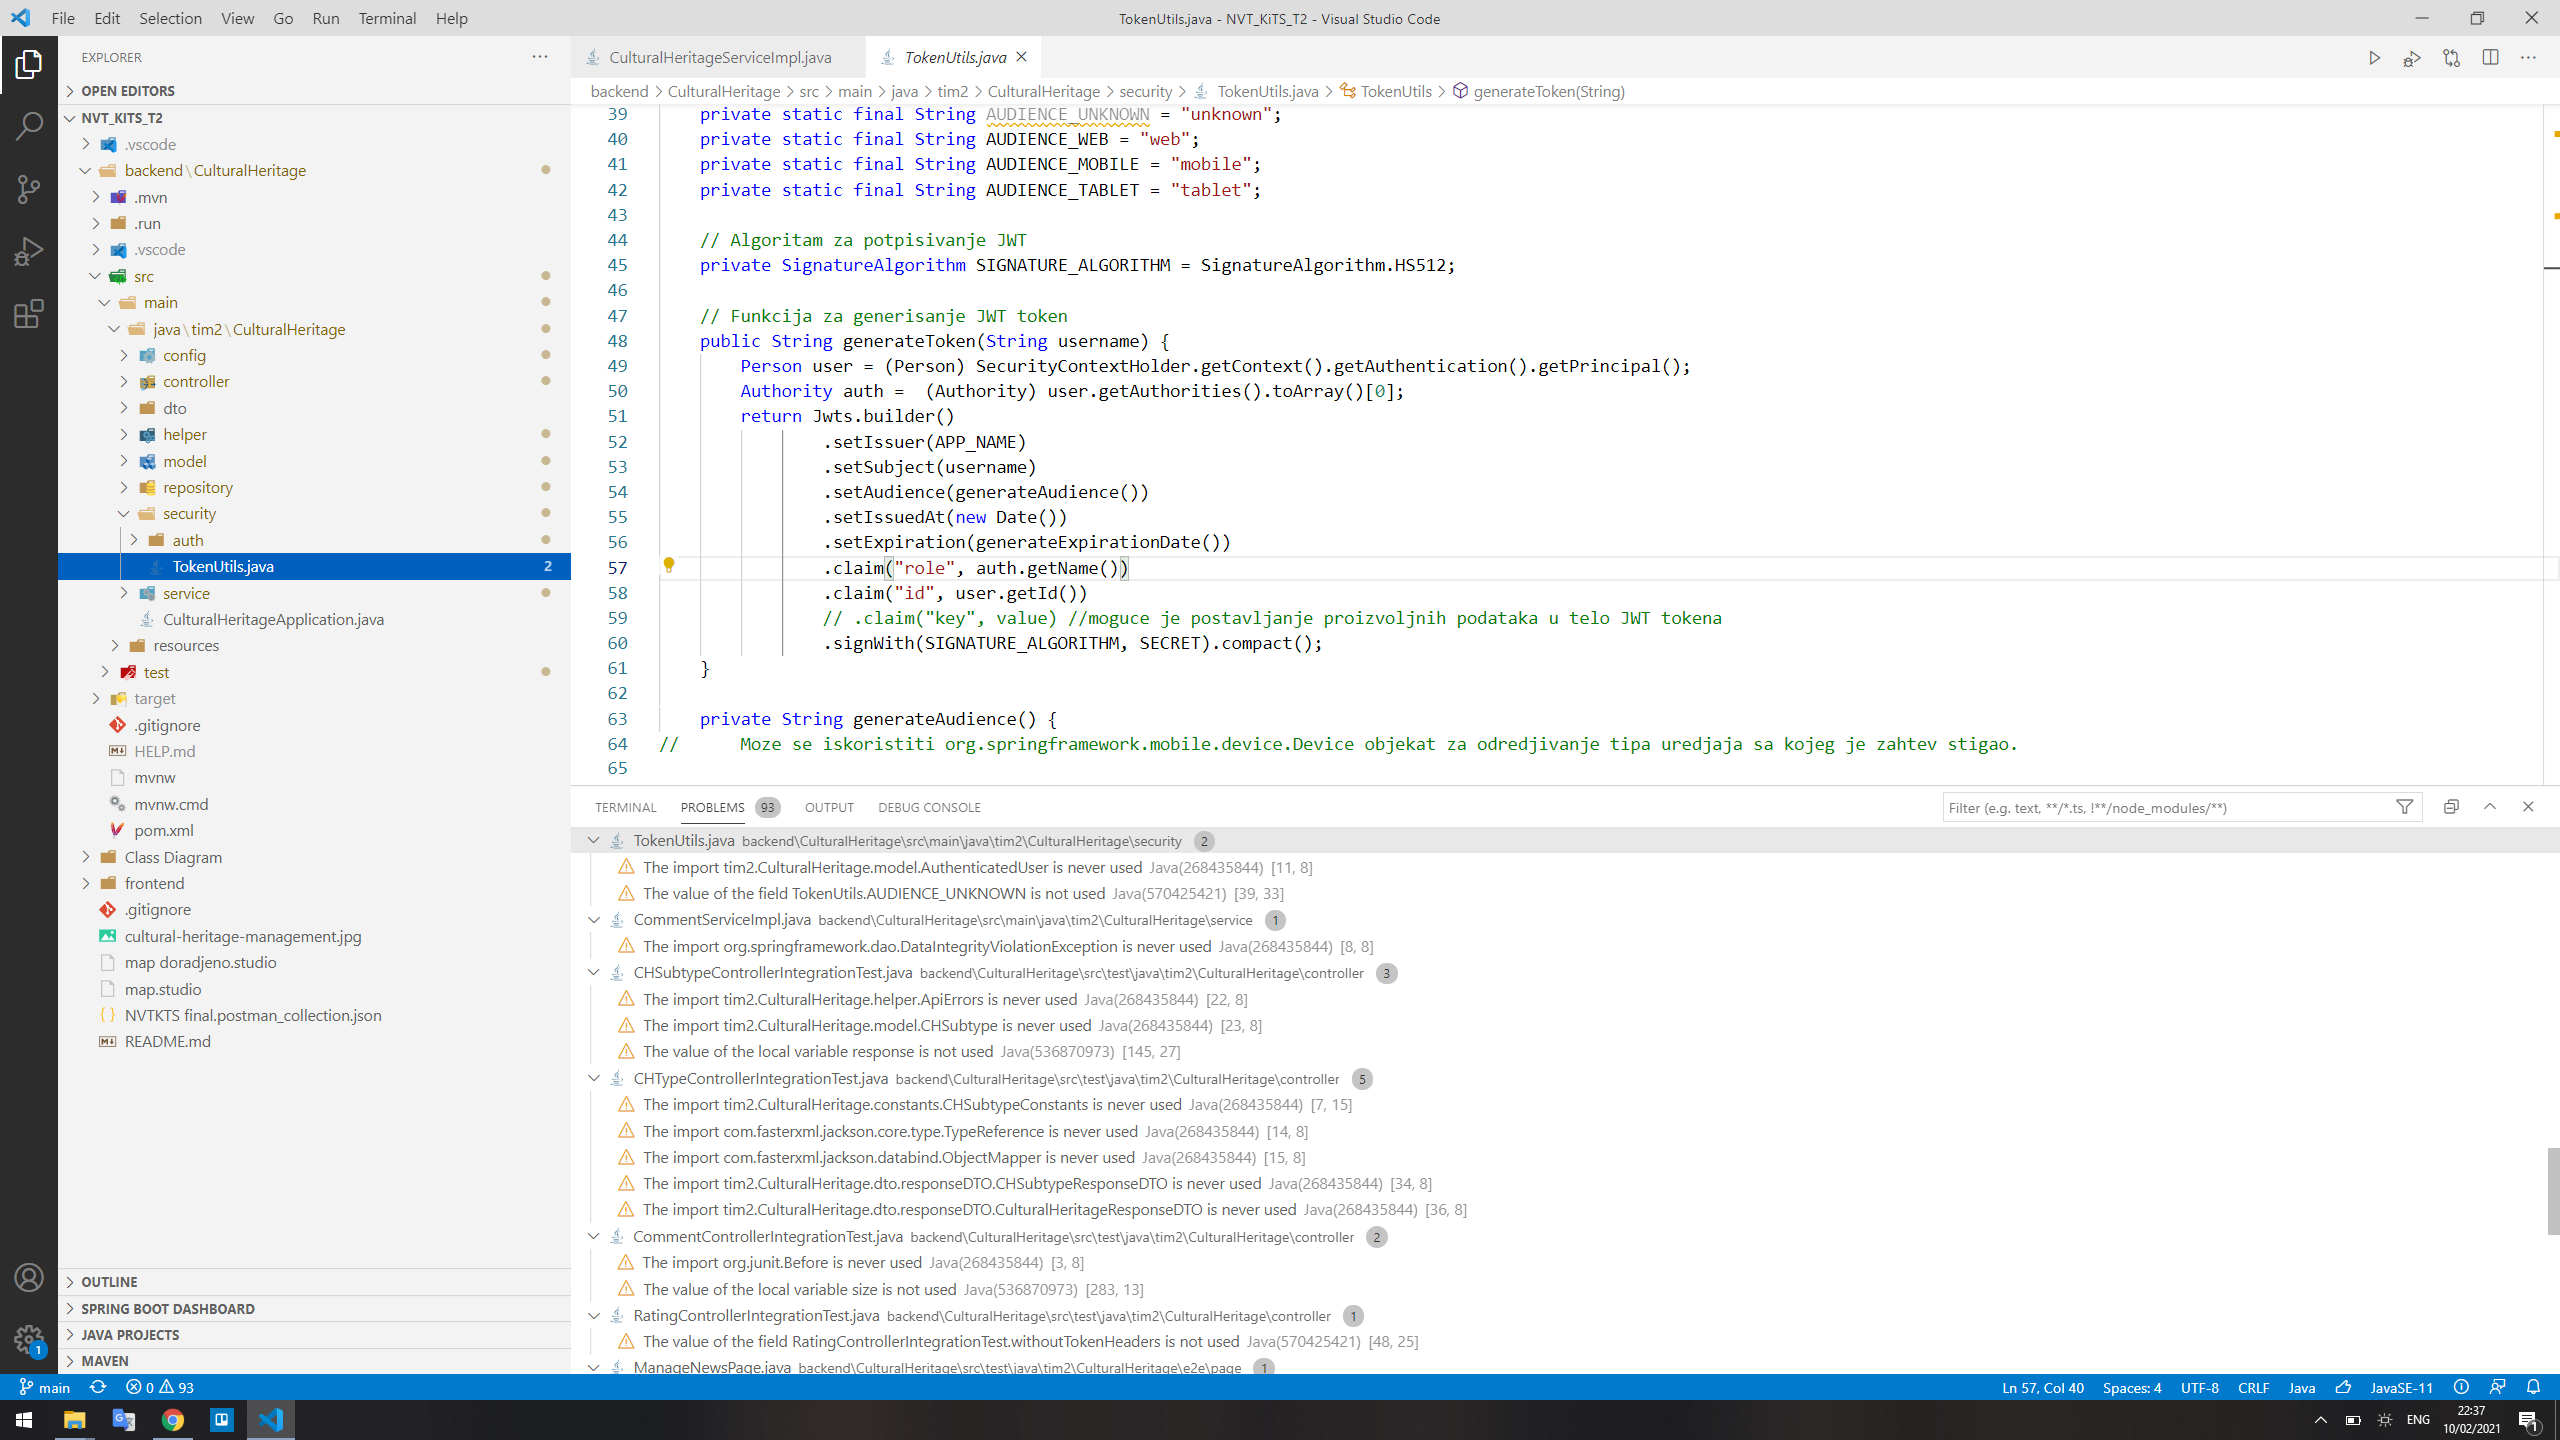 File Edit Selection View Go Run Terminal Help
TokenUtils.java - NVT_KiTS_T2 - Visual Studio Code
EXPLORER
OPEN EDITORS
NVT_KITS_T2
.vscode
backend\CulturalHeritage
.mvn
.run
.vscode
src
main
java\tim2\CulturalHeritage
config
controller
dto
helper
model
repository
security
auth
TokenUtils.java 2
service
CulturalHeritageApplication.java
resources
test
target
.gitignore
HELP.md
mvnw
mvnw.cmd
pom.xml
Class Diagram
frontend
.gitignore
cultural-heritage-management.jpg
map doradjeno.studio
map.studio
NVTKTS final.postman_collection.json
README.md
OUTLINE
SPRING BOOT DASHBOARD
JAVA PROJECTS
MAVEN
1
CulturalHeritageServiceImpl.java TokenUtils.java
backend > CulturalHeritage > src > main > java > tim2 > CulturalHeritage > security > TokenUtils.java > TokenUtils > generateToken(String)
39 private static final String AUDIENCE_UNKNOWN = "unknown";
40 private static final String AUDIENCE_WEB = "web";
41 private static final String AUDIENCE_MOBILE = "mobile";
42 private static final String AUDIENCE_TABLET = "tablet";
43
44 // Algoritam za potpisivanje JWT
45 private SignatureAlgorithm SIGNATURE_ALGORITHM = SignatureAlgorithm.HS512;
46
47 // Funkcija za generisanje JWT token
48 public String generateToken(String username) {
49 Person user = (Person) SecurityContextHolder.getContext().getAuthentication().getPrincipal();
50 Authority auth =  (Authority) user.getAuthorities().toArray()[0];
51 return Jwts.builder()
52 .setIssuer(APP_NAME)
53 .setSubject(username)
54 .setAudience(generateAudience())
55 .setIssuedAt(new Date())
56 .setExpiration(generateExpirationDate())
57 .claim("role", auth.getName())
58 .claim("id", user.getId())
59 // .claim("key", value) //moguce je postavljanje proizvoljnih podataka u telo JWT tokena
60 .signWith(SIGNATURE_ALGORITHM, SECRET).compact();
61 }
62
63 private String generateAudience() {
64 // Moze se iskoristiti org.springframework.mobile.device.Device objekat za odredjivanje tipa uredjaja sa kojeg je zahtev stigao.
65
TERMINAL PROBLEMS 93 OUTPUT DEBUG CONSOLE
Filter (e.g. text, **/*.ts, !**/node_modules/**)
TokenUtils.java backend\CulturalHeritage\src\main\java\tim2\CulturalHeritage\security 2
The import tim2.CulturalHeritage.model.AuthenticatedUser is never used Java(268435844) [11, 8]
The value of the field TokenUtils.AUDIENCE_UNKNOWN is not used Java(570425421) [39, 33]
CommentServiceImpl.java backend\CulturalHeritage\src\main\java\tim2\CulturalHeritage\service 1
The import org.springframework.dao.DataIntegrityViolationException is never used Java(268435844) [8, 8]
CHSubtypeControllerIntegrationTest.java backend\CulturalHeritage\src\test\java\tim2\CulturalHeritage\controller 3
The import tim2.CulturalHeritage.helper.ApiErrors is never used Java(268435844) [22, 8]
The import tim2.CulturalHeritage.model.CHSubtype is never used Java(268435844) [23, 8]
The value of the local variable response is not used Java(536870973) [145, 27]
CHTypeControllerIntegrationTest.java backend\CulturalHeritage\src\test\java\tim2\CulturalHeritage\controller 5
The import tim2.CulturalHeritage.constants.CHSubtypeConstants is never used Java(268435844) [7, 15]
The import com.fasterxml.jackson.core.type.TypeReference is never used Java(268435844) [14, 8]
The import com.fasterxml.jackson.databind.ObjectMapper is never used Java(268435844) [15, 8]
The import tim2.CulturalHeritage.dto.responseDTO.CHSubtypeResponseDTO is never used Java(268435844) [34, 8]
The import tim2.CulturalHeritage.dto.responseDTO.CulturalHeritageResponseDTO is never used Java(268435844) [36, 8]
CommentControllerIntegrationTest.java backend\CulturalHeritage\src\test\java\tim2\CulturalHeritage\controller 2
The import org.junit.Before is never used Java(268435844) [3, 8]
The value of the local variable size is not used Java(536870973) [283, 13]
RatingControllerIntegrationTest.java backend\CulturalHeritage\src\test\java\tim2\CulturalHeritage\controller 1
The value of the field RatingControllerIntegrationTest.withoutTokenHeaders is not used Java(570425421) [48, 25]
ManageNewsPage.java backend\CulturalHeritage\src\test\java\tim2\CulturalHeritage\e2e\page 1
main 0 93
Ln 57, Col 40 Spaces: 4 UTF-8 CRLF Java JavaSE-11
ENG
22:37
10/02/2021
1